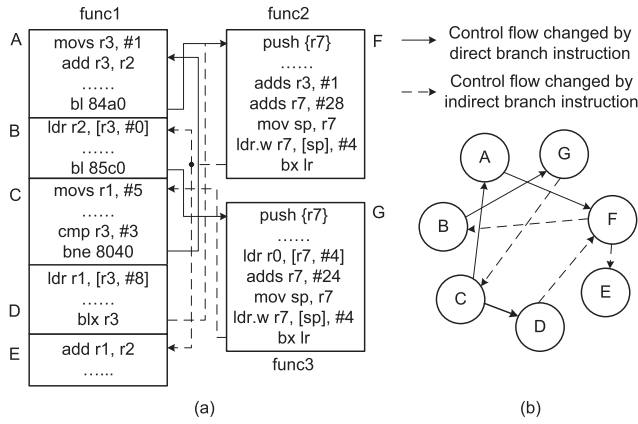 func1
func2
A
movs r3, #1
add r3, r2
......
bl 84a0
B
ldr r2, [r3, #0]
......
bl 85c0
C
movs r1, #5
......
cmp r3, #3
bne 8040
ldr r1, [r3, #8]
......
D
blx r3
E
add r1, r2
......
push {r7}
F
......
adds r3, #1
adds r7, #28
mov sp, r7
ldr.w r7, [sp], #4
bx lr
push {r7}
G
......
ldr r0, [r7, #4]
adds r7, #24
mov sp, r7
ldr.w r7, [sp], #4
bx lr
func3
(a)
Control flow changed by
direct branch instruction
Control flow changed by
indirect branch instruction
A
G
B
F
C
E
D
(b)